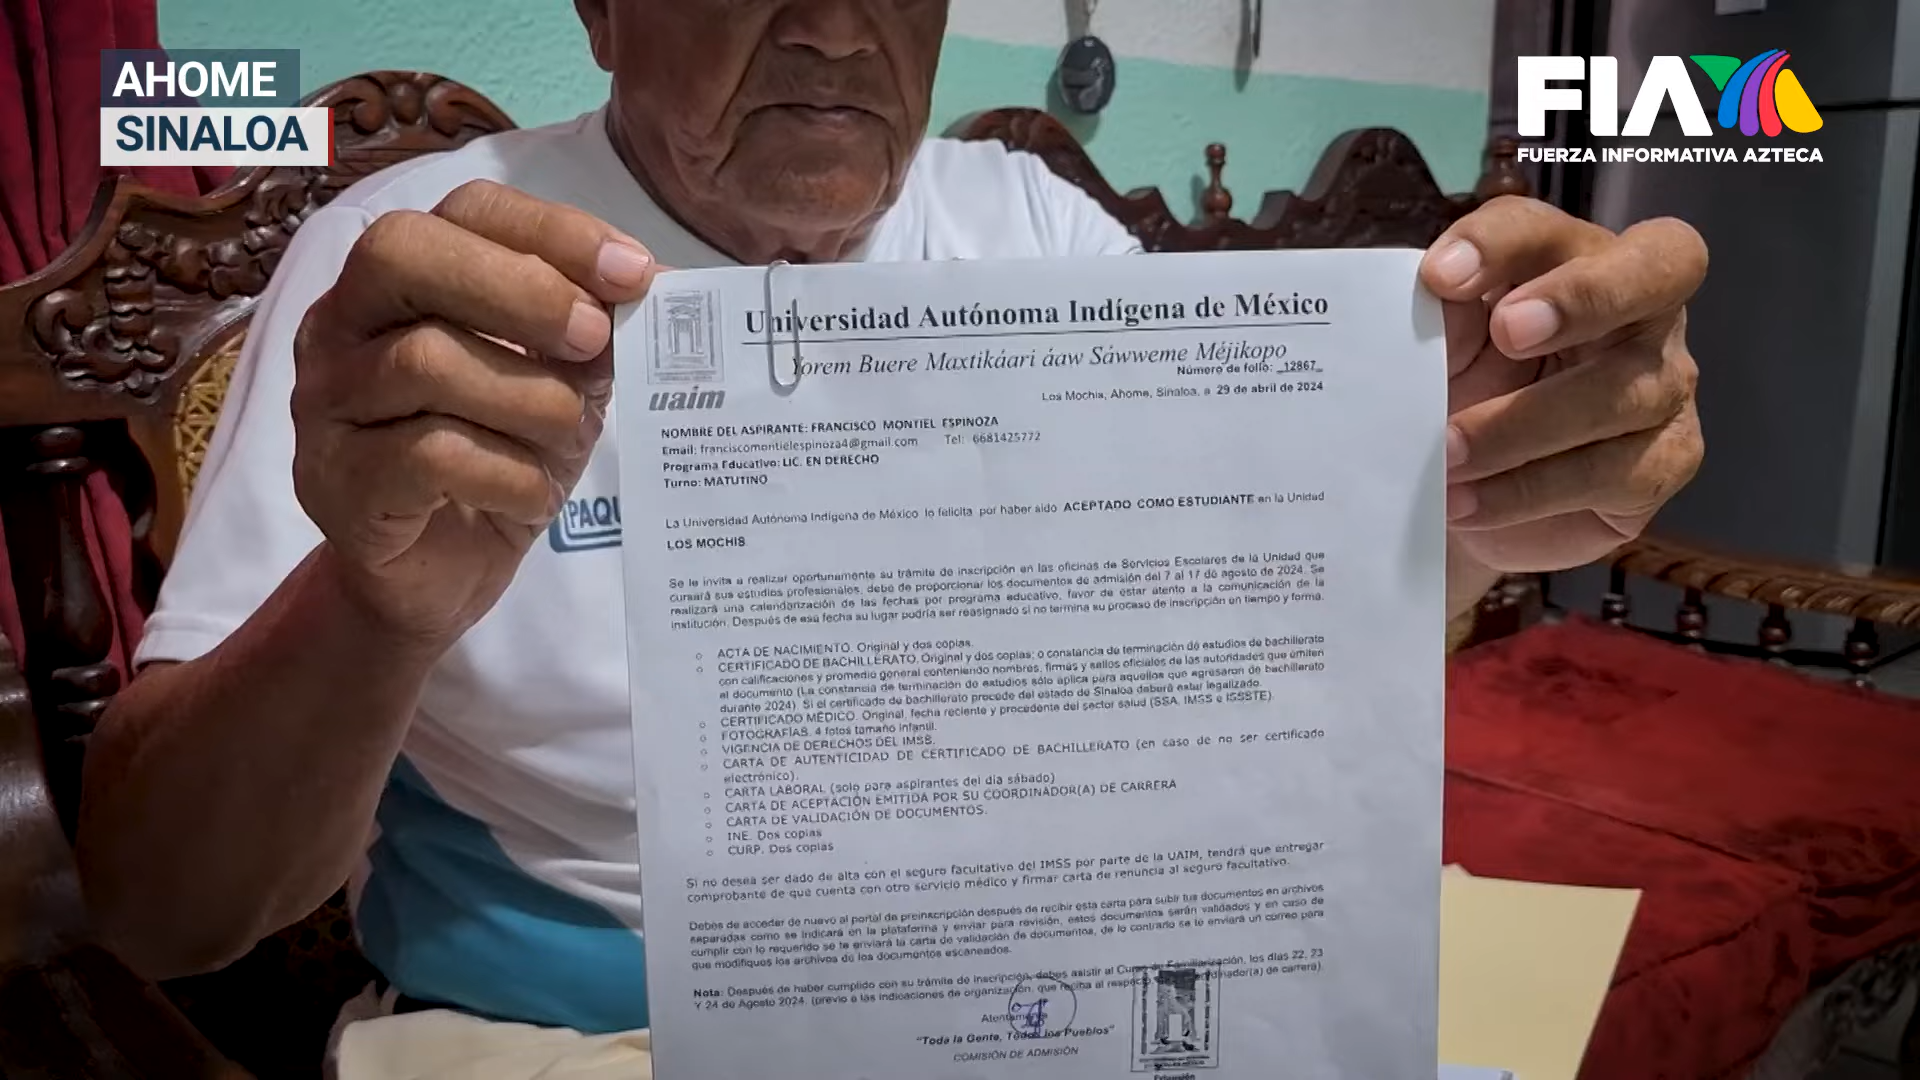 AHOME
SINALOA
FIA
FUERZA INFORMATIVA AZTECA
PAQU
uaim
Universidad Autónoma Indígena de México
Yorem Buere Maxtikáari áaw Sáwweme Méjikopo
Número de folio: _12867_
Los Mochis, Ahome, Sinaloa, a 29 de abril de 2024
NOMBRE DEL ASPIRANTE: FRANCISCO MONTIEL ESPINOZA
Email: franciscomontielespinoza4@gmail.com Tel: 6681425772
Programa Educativo: LIC. EN DERECHO
Turno: MATUTINO
La Universidad Autónoma Indígena de México lo felicita por haber sido ACEPTADO COMO ESTUDIANTE en la Unidad
LOS MOCHIS
Se le invita a realizar oportunamente su trámite de inscripción en las oficinas de Servicios Escolares de la Unidad que
cursará sus estudios profesionales, debe de proporcionar los documentos de admisión del 7 al 17 de agosto de 2024. Se
realizará una calendarización de las fechas por programa educativo, favor de estar atento a la comunicación de la
institución. Después de esa fecha su lugar podría ser reasignado si no termina su proceso de inscripción en tiempo y forma.
○ ACTA DE NACIMIENTO. Original y dos copias.
○ CERTIFICADO DE BACHILLERATO. Original y dos copias; o constancia de terminación de estudios de bachillerato
con calificaciones y promedio general conteniendo nombres, firmas y sellos oficiales de las autoridades que emiten
el documento (La constancia de terminación de estudios sólo aplica para aquellos que egresaron de bachillerato
durante 2024). Si el certificado de bachillerato procede del estado de Sinaloa deberá estar legalizado.
○ CERTIFICADO MÉDICO. Original, fecha reciente y procedente del sector salud (SSA, IMSS e ISSSTE).
○ FOTOGRAFÍAS. 4 fotos tamaño infantil.
○ VIGENCIA DE DERECHOS DEL IMSS.
○ CARTA DE AUTENTICIDAD DE CERTIFICADO DE BACHILLERATO (en caso de no ser certificado
electrónico).
○ CARTA LABORAL (solo para aspirantes del día sábado)
○ CARTA DE ACEPTACIÓN EMITIDA POR SU COORDINADOR(A) DE CARRERA
○ CARTA DE VALIDACIÓN DE DOCUMENTOS.
○ INE. Dos copias
○ CURP. Dos copias
Si no desea ser dado de alta con el seguro facultativo del IMSS por parte de la UAIM, tendrá que entregar
comprobante de que cuenta con otro servicio médico y firmar carta de renuncia al seguro facultativo.
Debes de acceder de nuevo al portal de preinscripción después de recibir esta carta para subir tus documentos en archivos
separados como se indicará en la plataforma y enviar para revisión, estos documentos serán validados y en caso de
cumplir con lo requerido se te enviará la carta de validación de documentos, de lo contrario se te enviará un correo para
que modifiques los archivos de los documentos escaneados.
Nota: Después de haber cumplido con su trámite de inscripción, debes asistir al Curso de Familiarización, los días 22, 23
Y 24 de Agosto 2024. (previo a las indicaciones de organización, que reciba al respecto, coordinador(a) de carrera).
Atentamente
"Toda la Gente, Todos los Pueblos"
COMISIÓN DE ADMISIÓN
Extensión